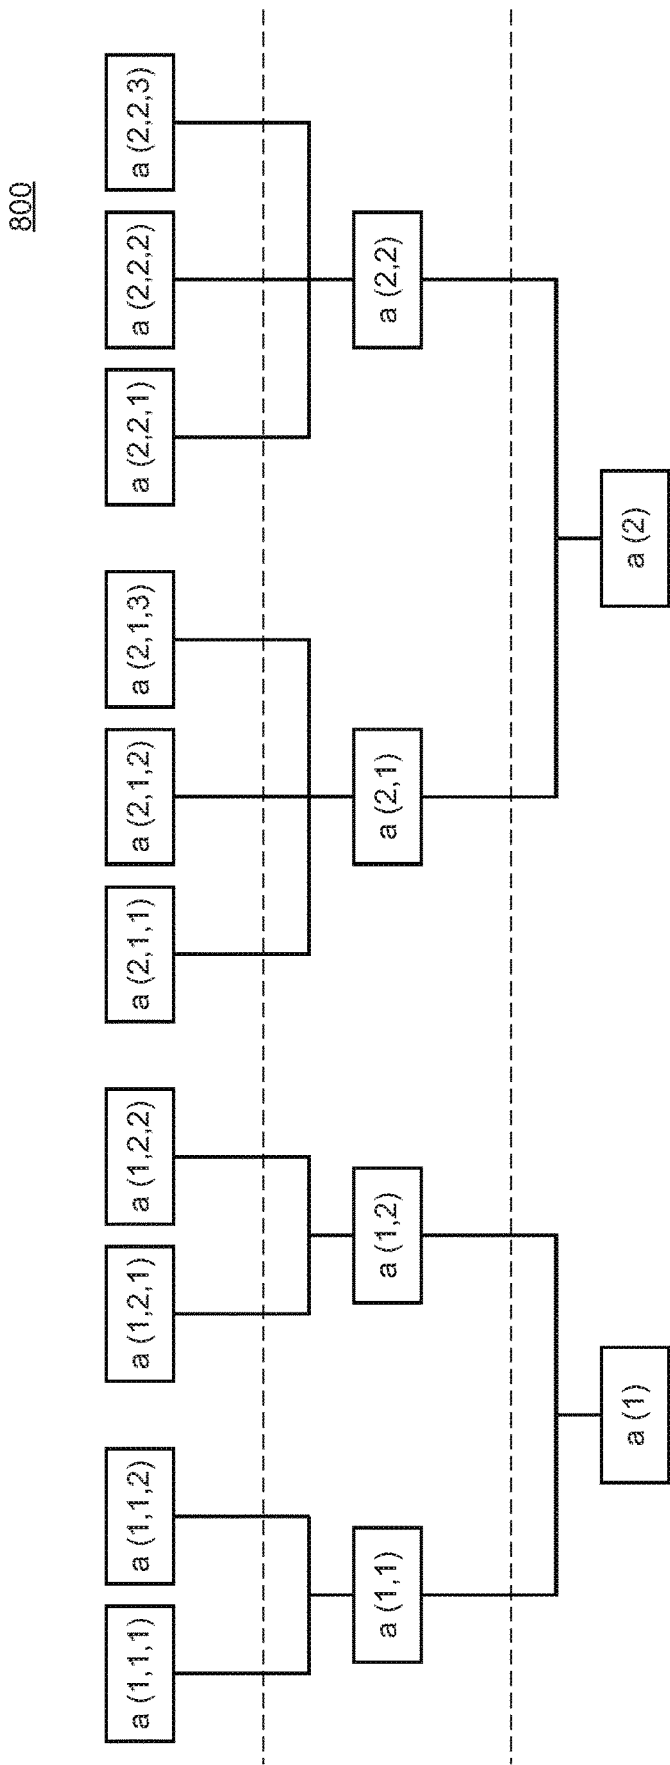 800
a (1,1,1)
a (1,1,2)
a (1,2,1)
a (1,2,2)
a (2,1,1)
a (2,1,2)
a (2,1,3)
a (2,2,1)
a (2,2,2)
a (2,2,3)
a (1,1)
a (1,2)
a (2,1)
a (2,2)
a (1)
a (2)